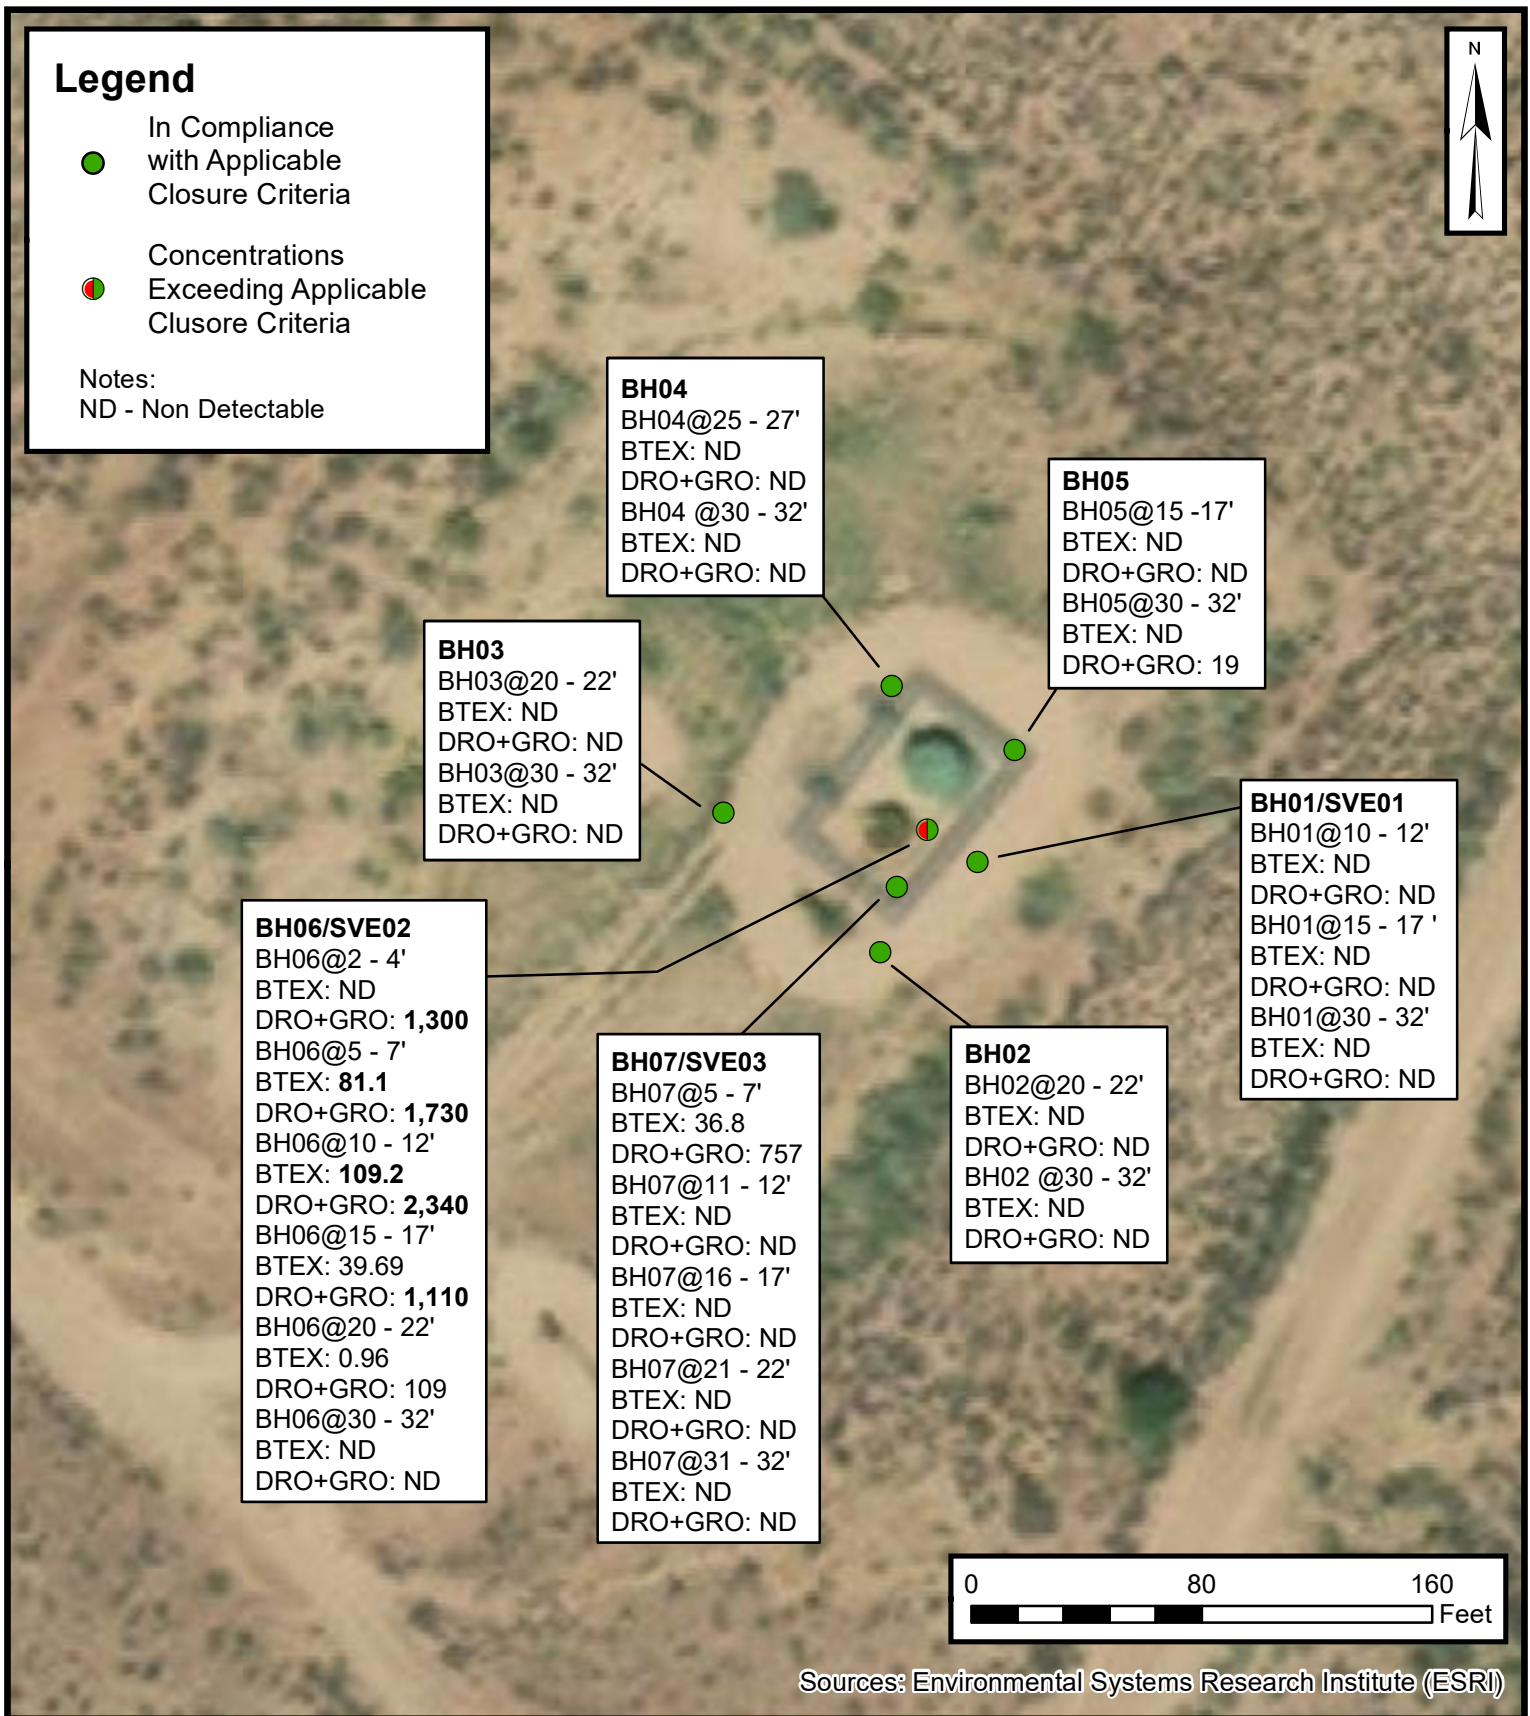 Legend
In Compliance
with Applicable
Closure Criteria
Concentrations
Exceeding Applicable
Clusore Criteria
Notes:
ND - Non Detectable
N
BH04
BH04@25 - 27'
BTEX: ND
DRO+GRO: ND
BH04 @30 - 32'
BTEX: ND
DRO+GRO: ND
BH05
BH05@15 -17'
BTEX: ND
DRO+GRO: ND
BH05@30 - 32'
BTEX: ND
DRO+GRO: 19
BH03
BH03@20 - 22'
BTEX: ND
DRO+GRO: ND
BH03@30 - 32'
BTEX: ND
DRO+GRO: ND
BH01/SVE01
BH01@10 - 12'
BTEX: ND
DRO+GRO: ND
BH01@15 - 17 '
BTEX: ND
DRO+GRO: ND
BH01@30 - 32'
BTEX: ND
DRO+GRO: ND
BH06/SVE02
BH06@2 - 4'
BTEX: ND
DRO+GRO: 1,300
BH06@5 - 7'
BTEX: 81.1
DRO+GRO: 1,730
BH06@10 - 12'
BTEX: 109.2
DRO+GRO: 2,340
BH06@15 - 17'
BTEX: 39.69
DRO+GRO: 1,110
BH06@20 - 22'
BTEX: 0.96
DRO+GRO: 109
BH06@30 - 32'
BTEX: ND
DRO+GRO: ND
BH07/SVE03
BH07@5 - 7'
BTEX: 36.8
DRO+GRO: 757
BH07@11 - 12'
BTEX: ND
DRO+GRO: ND
BH07@16 - 17'
BTEX: ND
DRO+GRO: ND
BH07@21 - 22'
BTEX: ND
DRO+GRO: ND
BH07@31 - 32'
BTEX: ND
DRO+GRO: ND
BH02
BH02@20 - 22'
BTEX: ND
DRO+GRO: ND
BH02 @30 - 32'
BTEX: ND
DRO+GRO: ND
0 80 160
Feet
Sources: Environmental Systems Research Institute (ESRI)